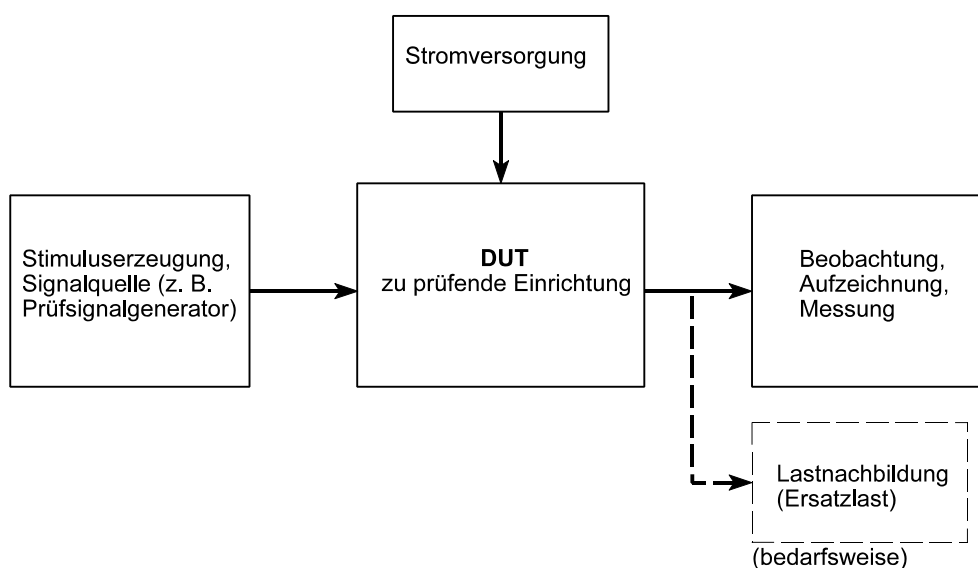 Stromversorgung
Stimuluserzeugung,
Signalquelle (z. B.
Prüfsignalgenerator)
DUT
zu prüfende Einrichtung
Beobachtung,
Aufzeichnung,
Messung
Lastnachbildung
(Ersatzlast)
(bedarfsweise)